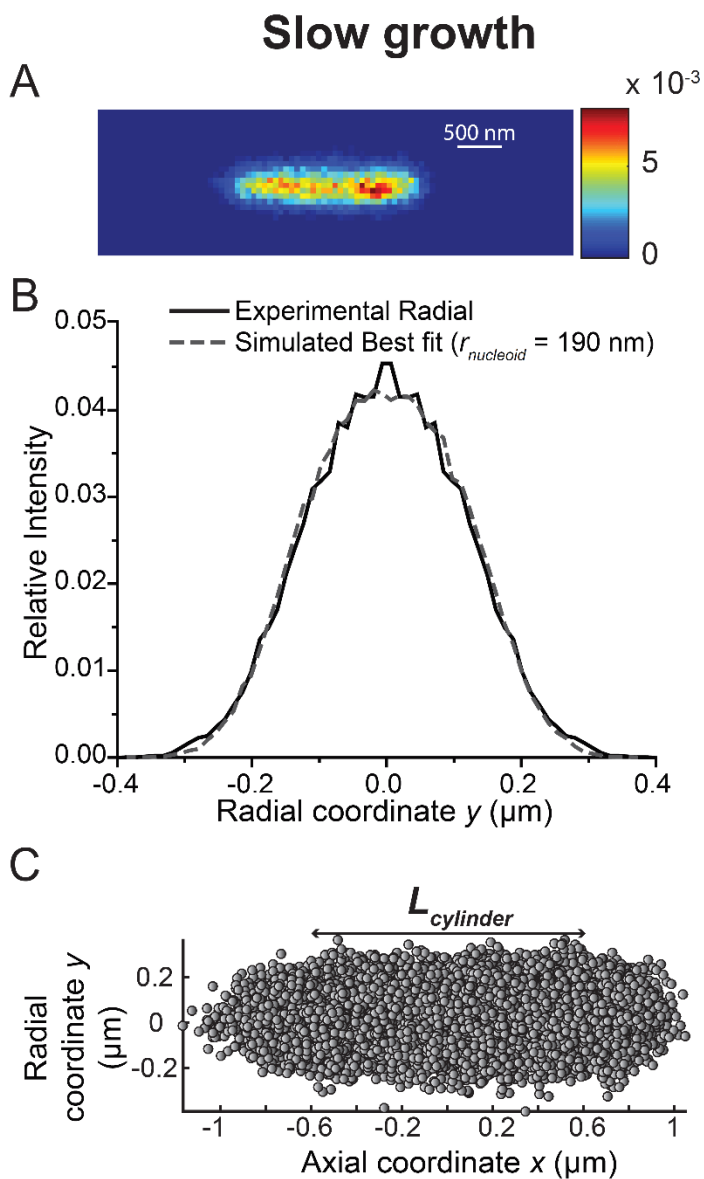 Slow growth
A
x 10⁻³
500 nm
5
0
B
Experimental Radial
Simulated Best fit (r_nucleoid = 190 nm)
0.05
0.04
0.03
0.02
0.01
0.00
Relative Intensity
-0.4 -0.2 0.0 0.2 0.4
Radial coordinate y (µm)
C
L_cylinder
Radial coordinate y (µm)
0.2
0
-0.2
-1 -0.6 -0.2 0.2 0.6 1
Axial coordinate x (µm)